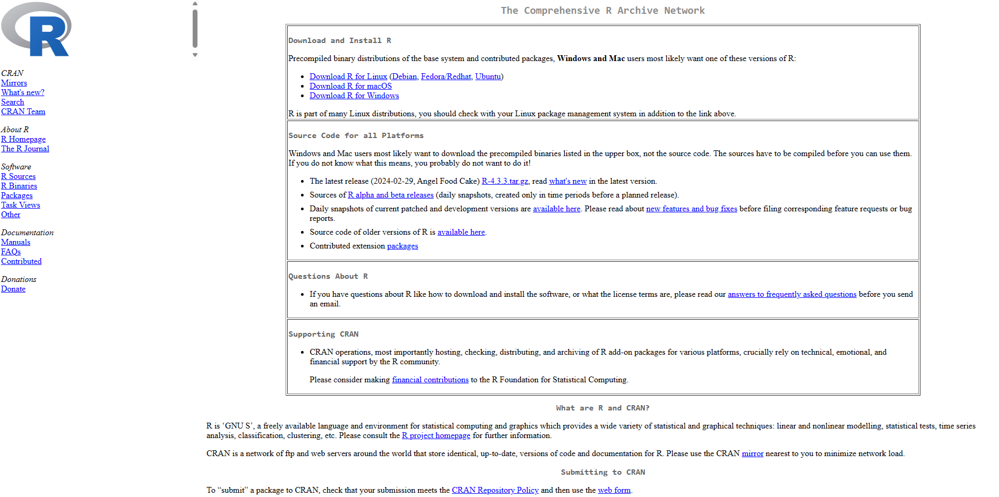 R
CRAN
Mirrors
What's new?
Search
CRAN Team
About R
R Homepage
The R Journal
Software
R Sources
R Binaries
Packages
Task Views
Other
Documentation
Manuals
FAQs
Contributed
Donations
Donate
The Comprehensive R Archive Network
Download and Install R
Precompiled binary distributions of the base system and contributed packages, Windows and Mac users most likely want one of these versions of R:
Download R for Linux (Debian, Fedora/Redhat, Ubuntu)
Download R for macOS
Download R for Windows
R is part of many Linux distributions, you should check with your Linux package management system in addition to the link above.
Source Code for all Platforms
Windows and Mac users most likely want to download the precompiled binaries listed in the upper box, not the source code. The sources have to be compiled before you can use them.
If you do not know what this means, you probably do not want to do it!
The latest release (2024-02-29, Angel Food Cake) R-4.3.3.tar.gz, read what's new in the latest version.
Sources of R alpha and beta releases (daily snapshots, created only in time periods before a planned release).
Daily snapshots of current patched and development versions are available here. Please read about new features and bug fixes before filing corresponding feature requests or bug
reports.
Source code of older versions of R is available here.
Contributed extension packages
Questions About R
If you have questions about R like how to download and install the software, or what the license terms are, please read our answers to frequently asked questions before you send
an email.
Supporting CRAN
CRAN operations, most importantly hosting, checking, distributing, and archiving of R add-on packages for various platforms, crucially rely on technical, emotional, and
financial support by the R community.
Please consider making financial contributions to the R Foundation for Statistical Computing.
What are R and CRAN?
R is ‘GNU S’, a freely available language and environment for statistical computing and graphics which provides a wide variety of statistical and graphical techniques: linear and nonlinear modelling, statistical tests, time series
analysis, classification, clustering, etc. Please consult the R project homepage for further information.
CRAN is a network of ftp and web servers around the world that store identical, up-to-date, versions of code and documentation for R. Please use the CRAN mirror nearest to you to minimize network load.
Submitting to CRAN
To “submit” a package to CRAN, check that your submission meets the CRAN Repository Policy and then use the web form.